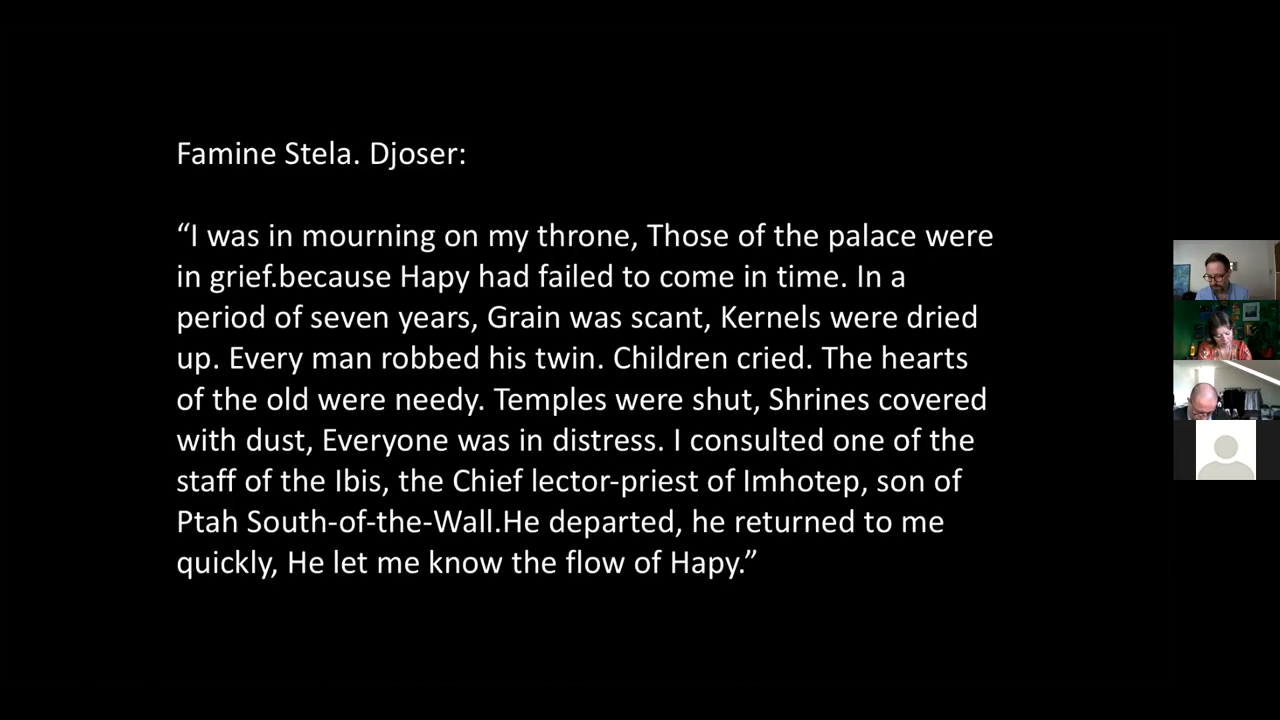 Famine Stela. Djoser:
“I was in mourning on my throne, Those of the palace were
in grief.because Hapy had failed to come in time. In a
period of seven years, Grain was scant, Kernels were dried
up. Every man robbed his twin. Children cried. The hearts
of the old were needy. Temples were shut, Shrines covered
with dust, Everyone was in distress. I consulted one of the
staff of the Ibis, the Chief lector-priest of Imhotep, son of
Ptah South-of-the-Wall.He departed, he returned to me
quickly, He let me know the flow of Hapy.”